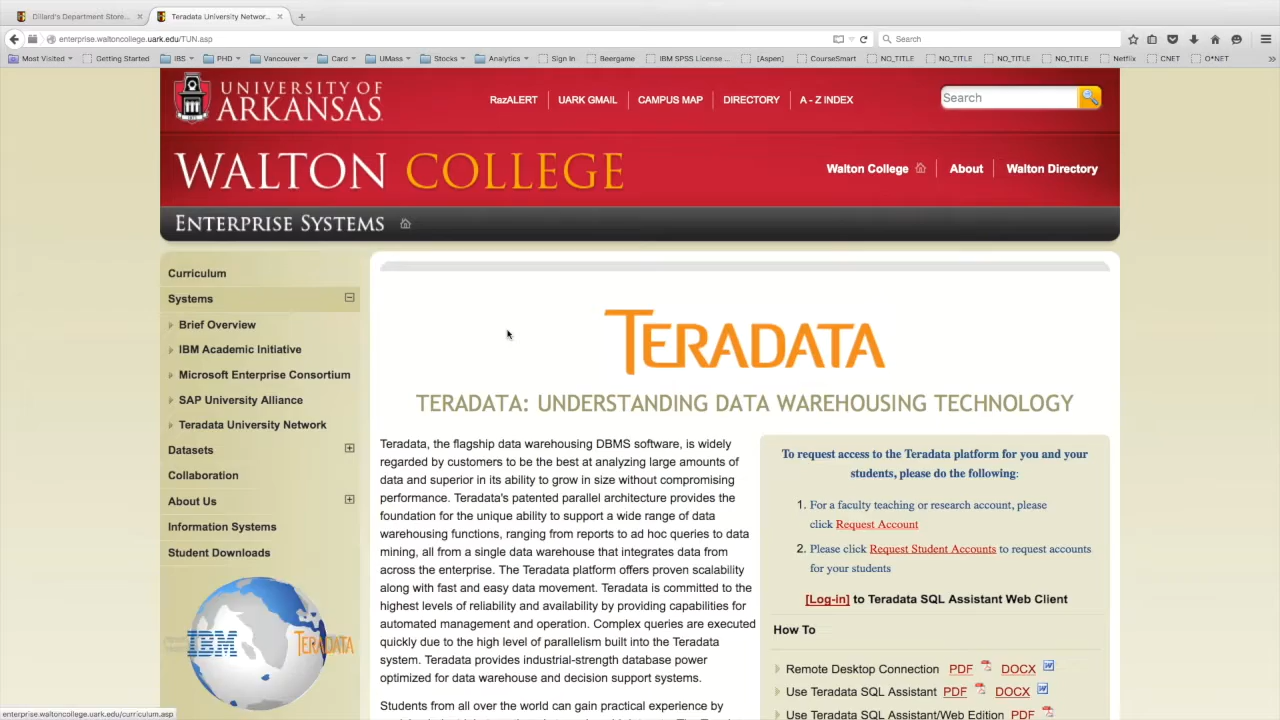 Dillard's Department Store... × Teradata University Networ... × +
enterprise.waltoncollege.uark.edu/TUN.asp Search
Most Visited Getting Started IBS PHD Vancouver Card UMass Stocks Analytics Sign In Beergame IBM SPSS License ... [Aspen] CourseSmart NO_TITLE NO_TITLE NO_TITLE NO_TITLE Netflix CNET O*NET »
UNIVERSITY OF
ARKANSAS
RazALERT UARK GMAIL CAMPUS MAP DIRECTORY A - Z INDEX
Search
WALTON COLLEGE
Walton College About Walton Directory
ENTERPRISE SYSTEMS
Curriculum
Systems
Brief Overview
IBM Academic Initiative
Microsoft Enterprise Consortium
SAP University Alliance
Teradata University Network
Datasets
Collaboration
About Us
Information Systems
Student Downloads
IBM TERADATA
TERADATA
TERADATA: UNDERSTANDING DATA WAREHOUSING TECHNOLOGY
Teradata, the flagship data warehousing DBMS software, is widely
regarded by customers to be the best at analyzing large amounts of
data and superior in its ability to grow in size without compromising
performance. Teradata's patented parallel architecture provides the
foundation for the unique ability to support a wide range of data
warehousing functions, ranging from reports to ad hoc queries to data
mining, all from a single data warehouse that integrates data from
across the enterprise. The Teradata platform offers proven scalability
along with fast and easy data movement. Teradata is committed to the
highest levels of reliability and availability by providing capabilities for
automated management and operation. Complex queries are executed
quickly due to the high level of parallelism built into the Teradata
system. Teradata provides industrial-strength database power
optimized for data warehouse and decision support systems.
Students from all over the world can gain practical experience by
To request access to the Teradata platform for you and your
students, please do the following:
1. For a faculty teaching or research account, please
click Request Account
2. Please click Request Student Accounts to request accounts
for your students
[Log-in] to Teradata SQL Assistant Web Client
How To
Remote Desktop Connection PDF DOCX
Use Teradata SQL Assistant PDF DOCX
Use Teradata SQL Assistant/Web Edition PDF
enterprise.waltoncollege.uark.edu/curriculum.asp